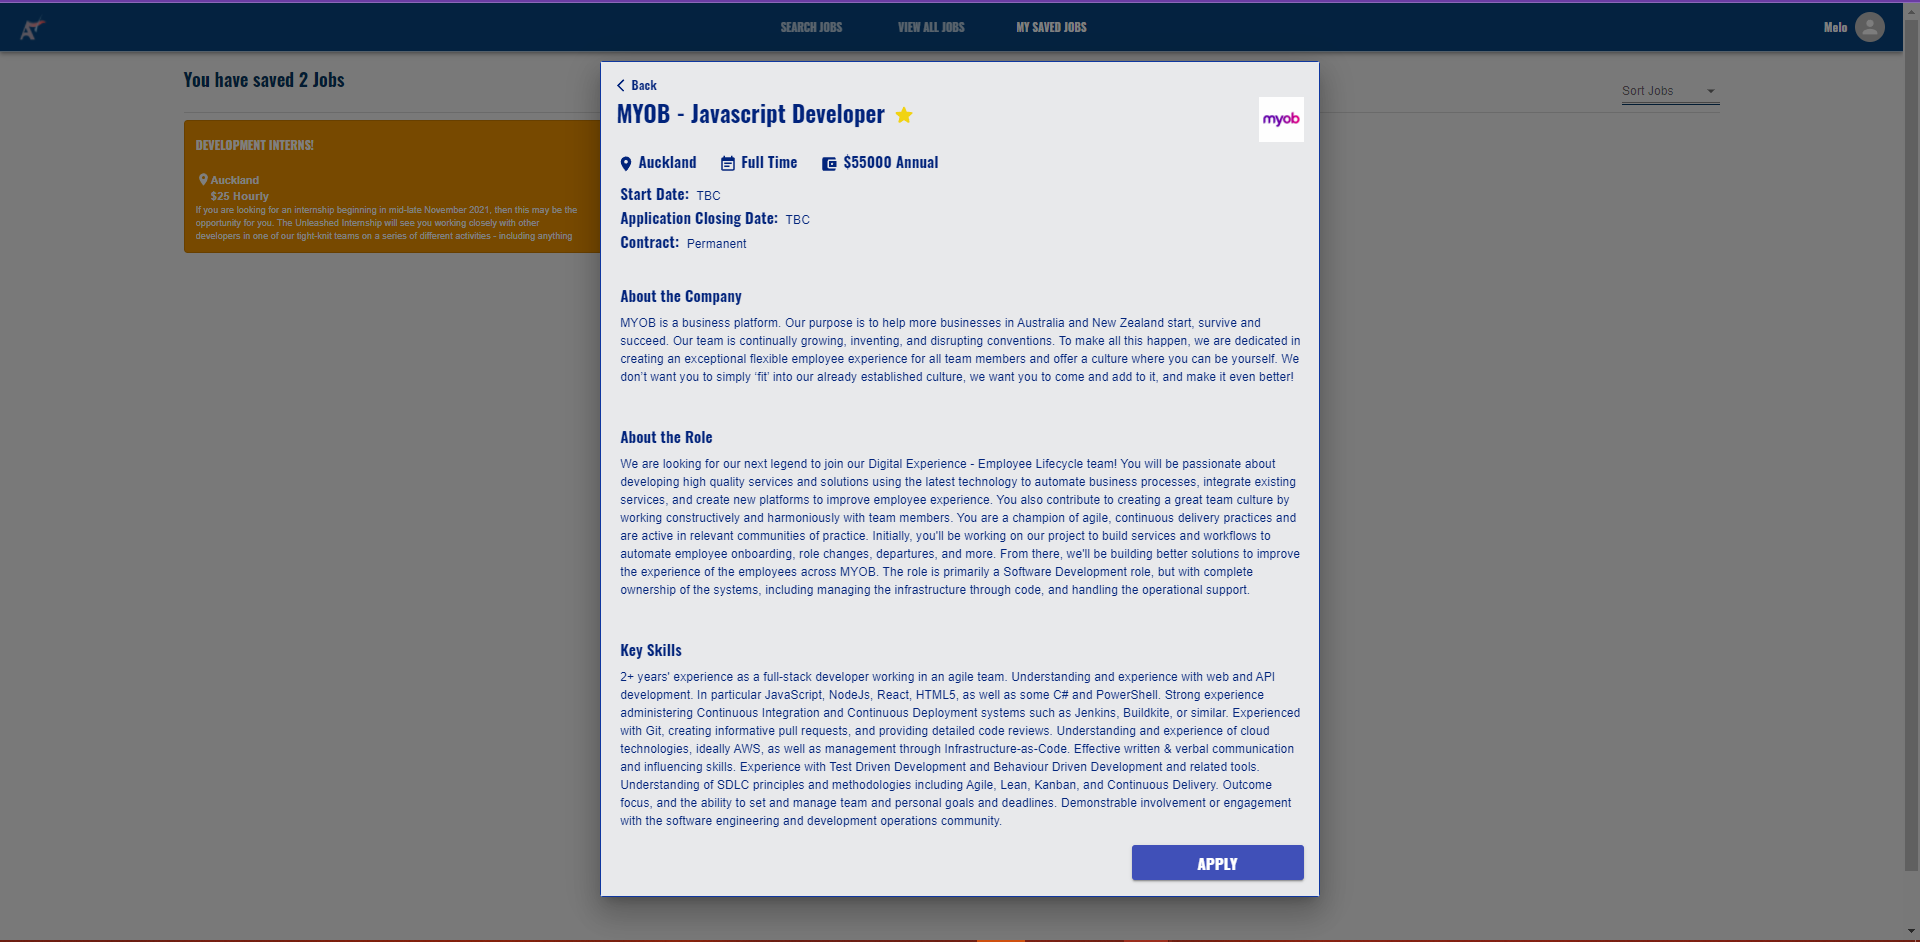 SEARCH JOBS
VIEW ALL JOBS
MY SAVED JOBS
Molo
You have saved 2 Jobs
Sort Jobs
DEVELOPMENT INTERNS!
Auckland
$25 Hourly
If you are looking for an internship beginning in mid-late November 2021, then this may be the
opportunity for you. The Unleashed Internship will see you working closely with other
developers in one of our tight-knit teams on a series of different activities - including anything
Back
MYOB - Javascript Developer
myob
Auckland
Full Time
$55000 Annual
Start Date: TBC
Application Closing Date: TBC
Contract: Permanent
About the Company
MYOB is a business platform. Our purpose is to help more businesses in Australia and New Zealand start, survive and
succeed. Our team is continually growing, inventing, and disrupting conventions. To make all this happen, we are dedicated in
creating an exceptional flexible employee experience for all team members and offer a culture where you can be yourself. We
don’t want you to simply ‘fit’ into our already established culture, we want you to come and add to it, and make it even better!
About the Role
We are looking for our next legend to join our Digital Experience - Employee Lifecycle team! You will be passionate about
developing high quality services and solutions using the latest technology to automate business processes, integrate existing
services, and create new platforms to improve employee experience. You also contribute to creating a great team culture by
working constructively and harmoniously with team members. You are a champion of agile, continuous delivery practices and
are active in relevant communities of practice. Initially, you'll be working on our project to build services and workflows to
automate employee onboarding, role changes, departures, and more. From there, we'll be building better solutions to improve
the experience of the employees across MYOB. The role is primarily a Software Development role, but with complete
ownership of the systems, including managing the infrastructure through code, and handling the operational support.
Key Skills
2+ years' experience as a full-stack developer working in an agile team. Understanding and experience with web and API
development. In particular JavaScript, NodeJs, React, HTML5, as well as some C# and PowerShell. Strong experience
administering Continuous Integration and Continuous Deployment systems such as Jenkins, Buildkite, or similar. Experienced
with Git, creating informative pull requests, and providing detailed code reviews. Understanding and experience of cloud
technologies, ideally AWS, as well as management through Infrastructure-as-Code. Effective written & verbal communication
and influencing skills. Experience with Test Driven Development and Behaviour Driven Development and related tools.
Understanding of SDLC principles and methodologies including Agile, Lean, Kanban, and Continuous Delivery. Outcome
focus, and the ability to set and manage team and personal goals and deadlines. Demonstrable involvement or engagement
with the software engineering and development operations community.
APPLY